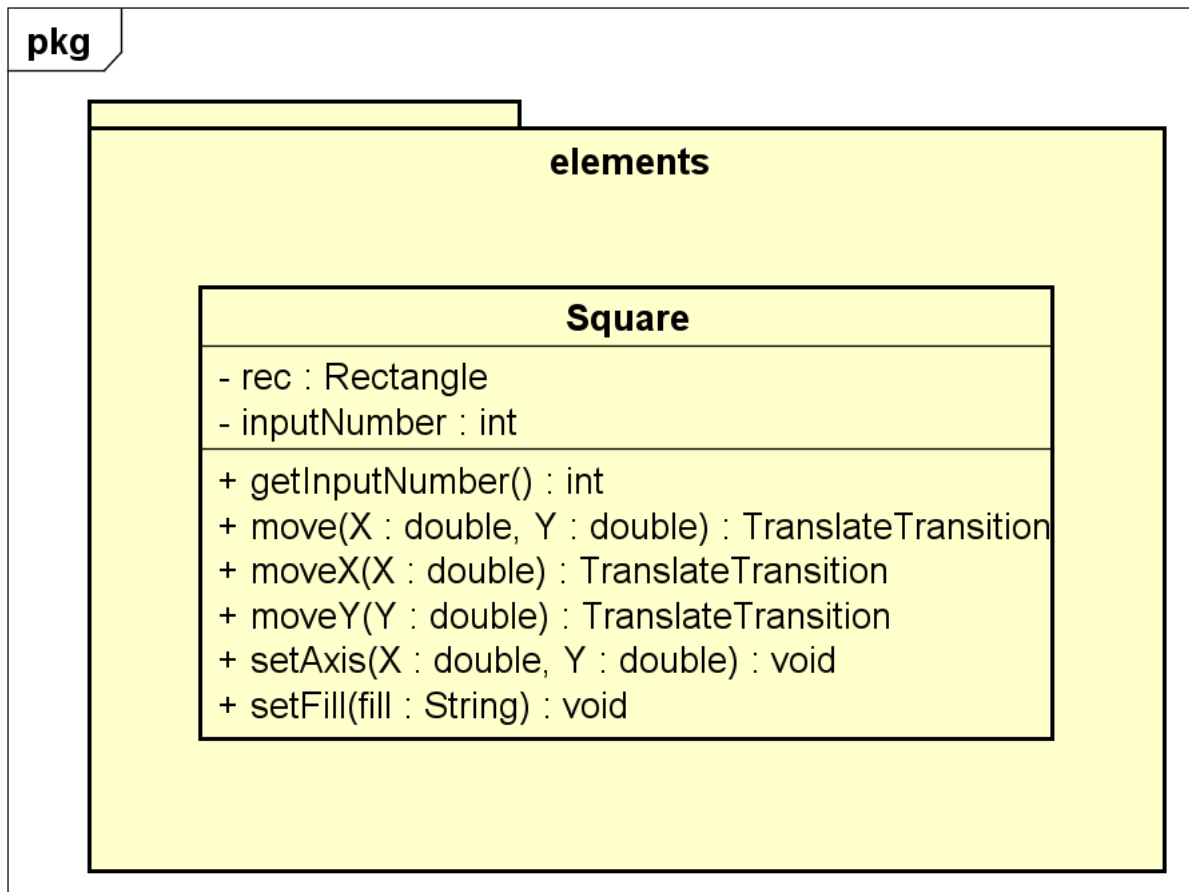 pkg
elements
Square
- rec : Rectangle
- inputNumber : int
+ getInputNumber() : int
+ move(X : double, Y : double) : TranslateTransition
+ moveX(X : double) : TranslateTransition
+ moveY(Y : double) : TranslateTransition
+ setAxis(X : double, Y : double) : void
+ setFill(fill : String) : void